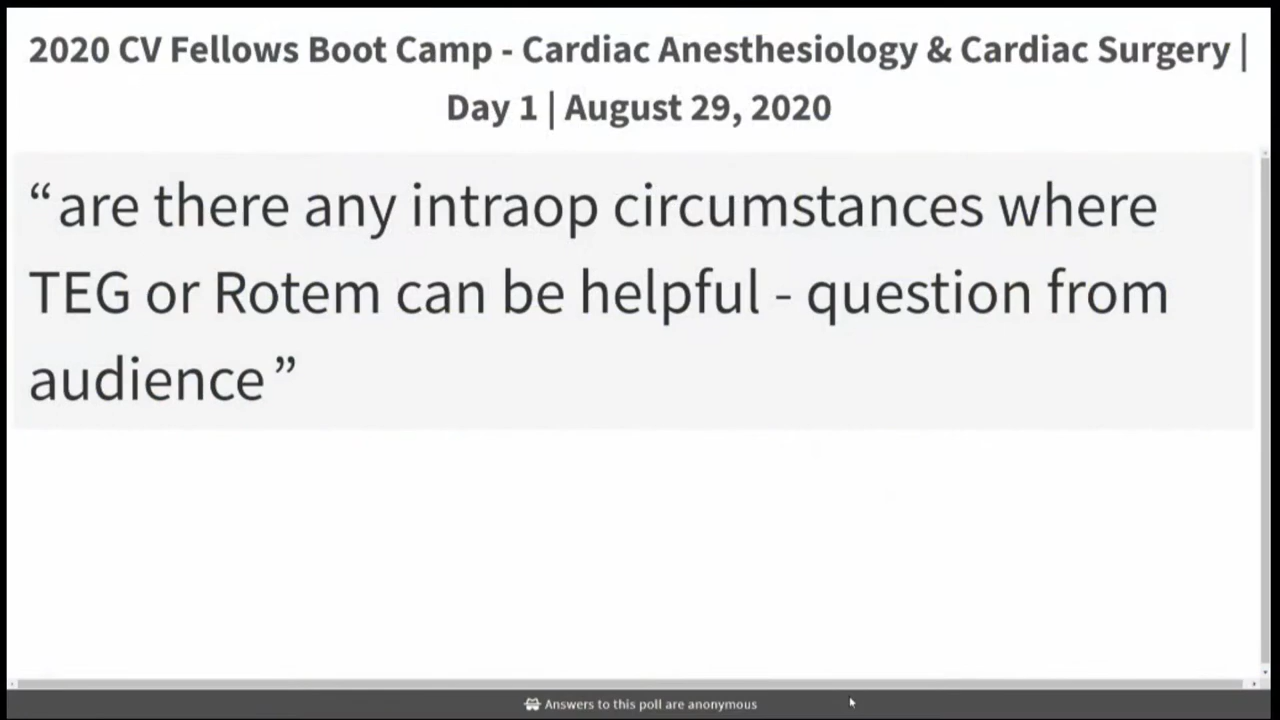 2020 CV Fellows Boot Camp - Cardiac Anesthesiology & Cardiac Surgery |
Day 1 | August 29, 2020
“are there any intraop circumstances where
TEG or Rotem can be helpful - question from
audience”
Answers to this poll are anonymous